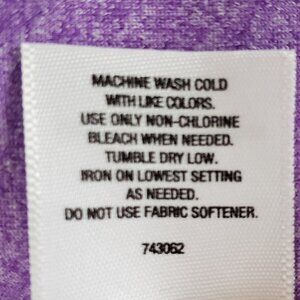 MACHINE WASH COLD
WITH LIKE COLORS.
USE ONLY NON-CHLORINE
BLEACH WHEN NEEDED.
TUMBLE DRY LOW.
IRON ON LOWEST SETTING
AS NEEDED.
DO NOT USE FABRIC SOFTENER.
743062